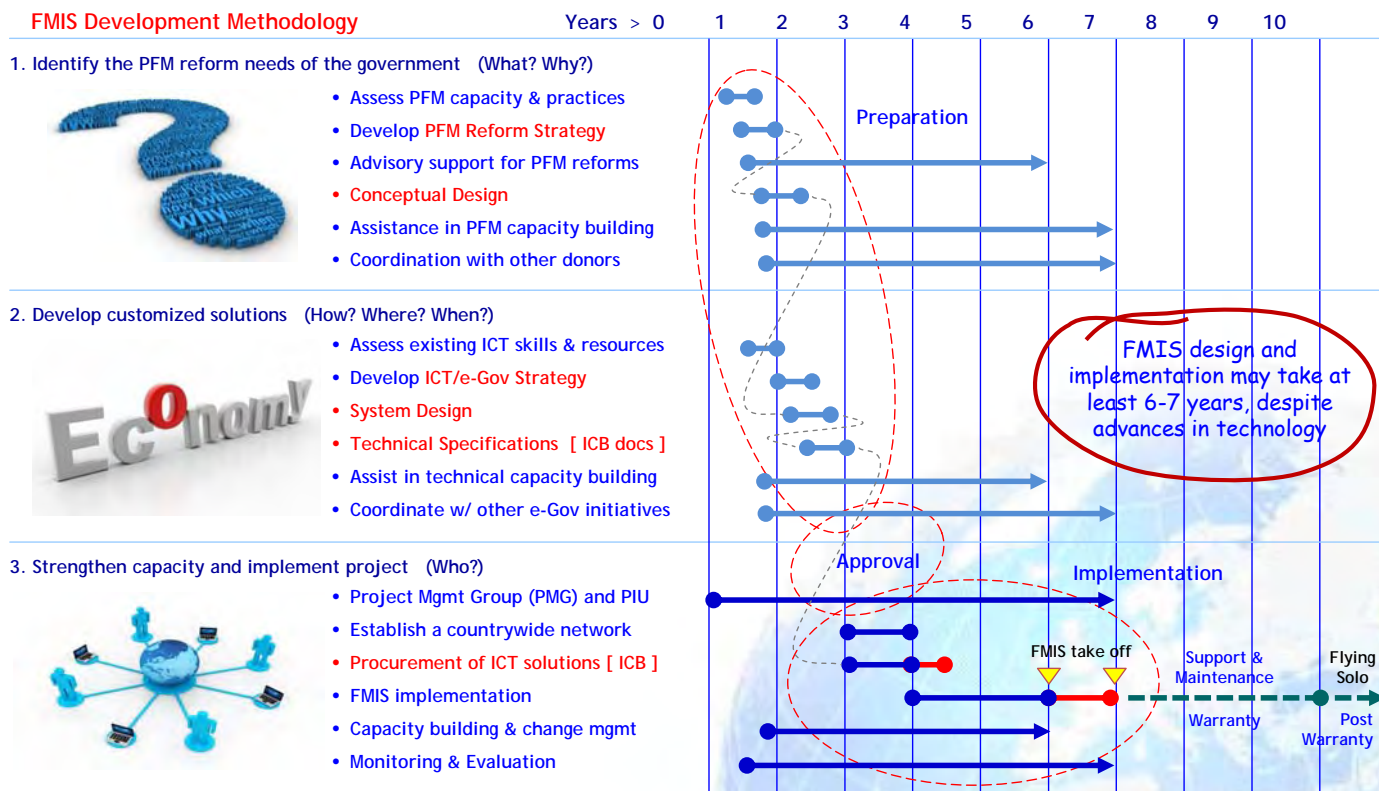 FMIS Development Methodology
Years > 0 1 2 3 4 5 6 7 8 9 10
1. Identify the PFM reform needs of the government (What? Why?)
• Assess PFM capacity & practices
Preparation
• Develop PFM Reform Strategy
• Advisory support for PFM reforms
• Conceptual Design
• Assistance in PFM capacity building
• Coordination with other donors
why
2. Develop customized solutions (How? Where? When?)
• Assess existing ICT skills & resources
• Develop ICT/e-Gov Strategy
• System Design
• Technical Specifications [ ICB docs ]
• Assist in technical capacity building
• Coordinate w/ other e-Gov initiatives
Economy
FMIS design and
implementation may take at
least 6-7 years, despite
advances in technology
3. Strengthen capacity and implement project (Who?)
Approval
Implementation
• Project Mgmt Group (PMG) and PIU
• Establish a countrywide network
• Procurement of ICT solutions [ ICB ]
• FMIS implementation
• Capacity building & change mgmt
• Monitoring & Evaluation
FMIS take off
Support &
Maintenance
Warranty
Flying
Solo
Post
Warranty